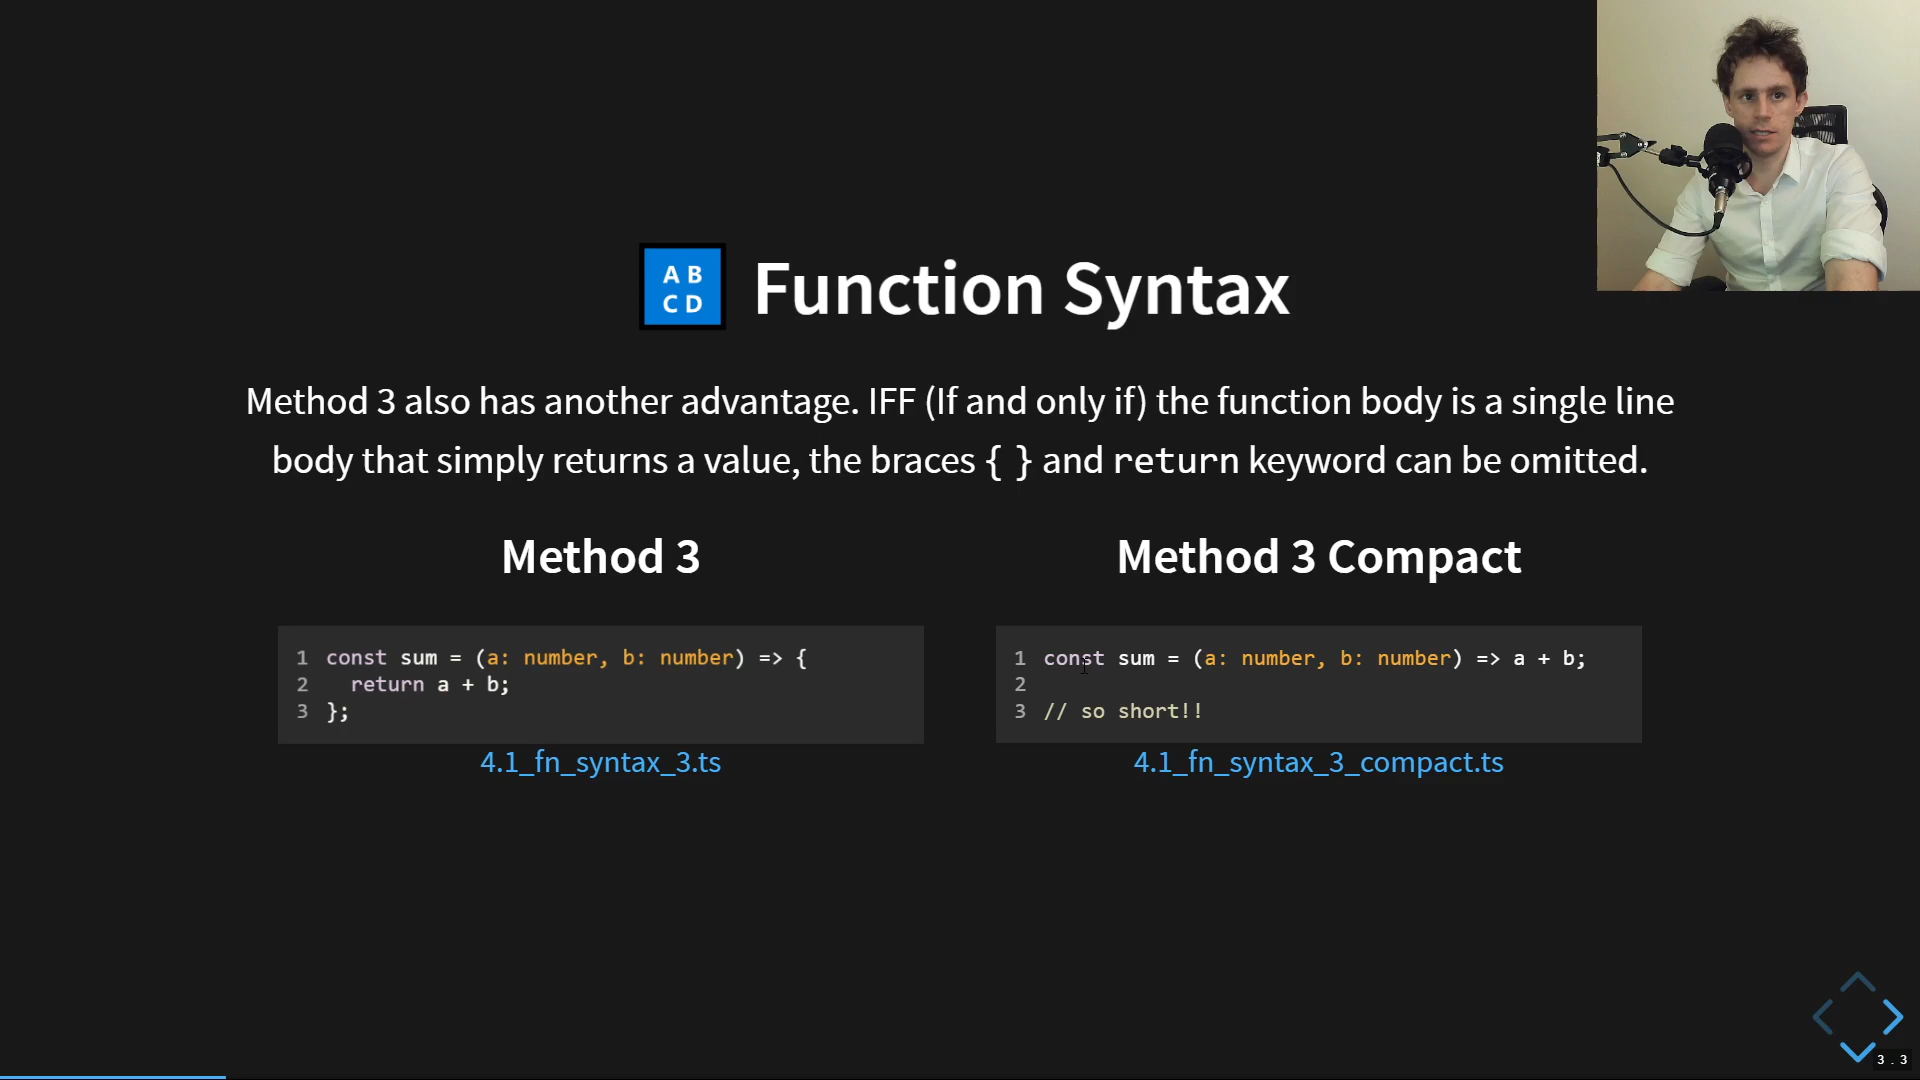 AB
CD
Function Syntax
Method 3 also has another advantage. IFF (If and only if) the function body is a single line
body that simply returns a value, the braces { } and return keyword can be omitted.
Method 3
1 const sum = (a: number, b: number) => {
2   return a + b;
3 };
4.1_fn_syntax_3.ts
Method 3 Compact
1 const sum = (a: number, b: number) => a + b;
2
3 // so short!!
4.1_fn_syntax_3_compact.ts
3.3